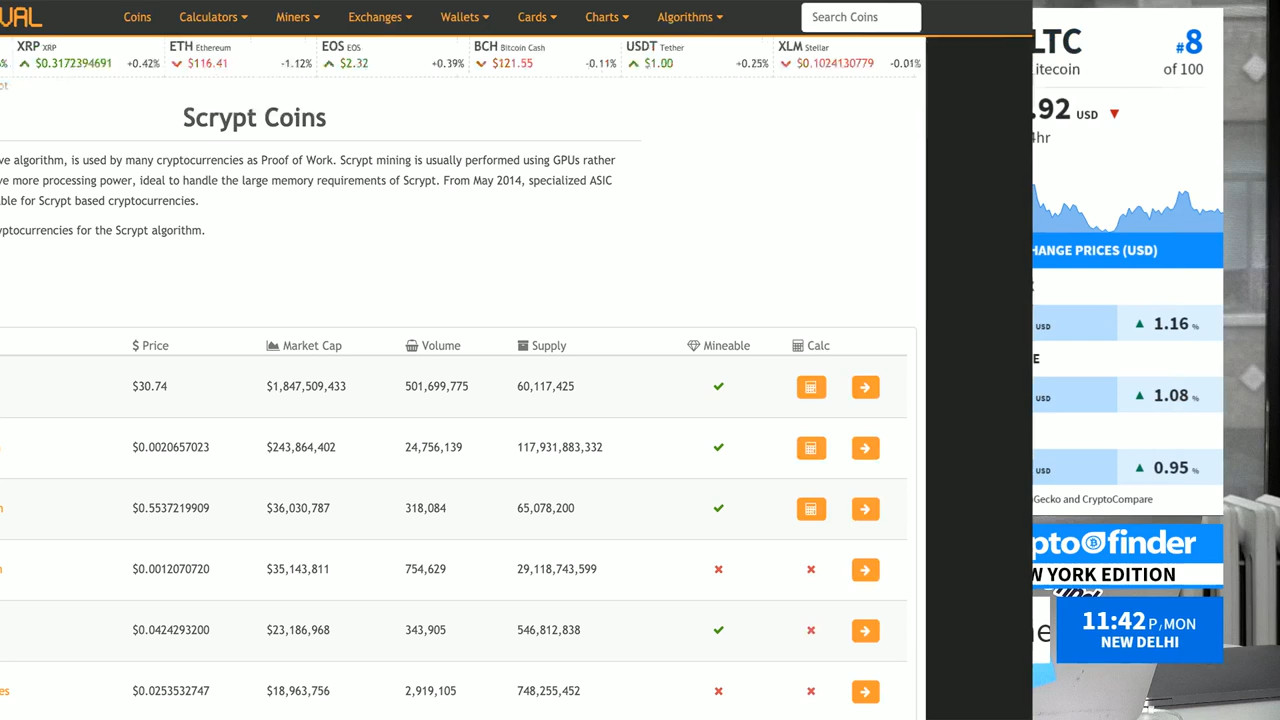 VAL Coins Calculators Miners Exchanges Wallets Cards Charts Algorithms Search Coins
XRP XRP ETH Ethereum EOS EOS BCH Bitcoin Cash USDT Tether XLM Stellar
$0.3172394691 +0.42% $116.41 -1.12% $2.32 +0.39% $121.55 -0.11% $1.00 +0.25% $0.1024130779 -0.01%
Scrypt Coins
ve algorithm, is used by many cryptocurrencies as Proof of Work. Scrypt mining is usually performed using GPUs rather
ve more processing power, ideal to handle the large memory requirements of Scrypt. From May 2014, specialized ASIC
ble for Scrypt based cryptocurrencies.
yptocurrencies for the Scrypt algorithm.
$ Price Market Cap Volume Supply Mineable Calc
$30.74 $1,847,509,433 501,699,775 60,117,425
$0.0020657023 $243,864,402 24,756,139 117,931,883,332
$0.5537219909 $36,030,787 318,084 65,078,200
$0.0012070720 $35,143,811 754,629 29,118,743,599
$0.0424293200 $23,186,968 343,905 546,812,838
es $0.0253532747 $18,963,756 2,919,105 748,255,452
LTC #8
itecoin of 100
.92 USD
4hr
HANGE PRICES (USD)
USD 1.16 %
E
USD 1.08 %
USD 0.95 %
Gecko and CryptoCompare
pto finder
W YORK EDITION
11:42 P/MON
NEW DELHI